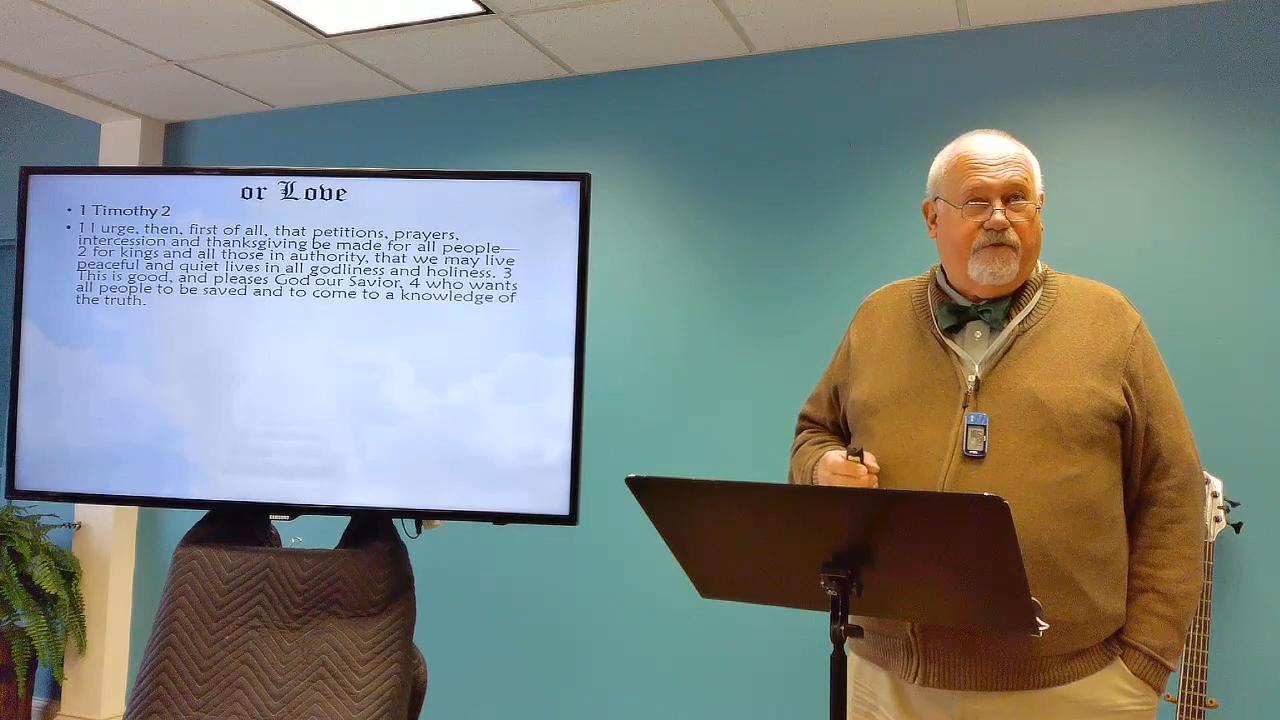 or Love
• 1 Timothy 2
• 1 I urge, then, first of all, that petitions, prayers,
intercession and thanksgiving be made for all people—
2 for kings and all those in authority, that we may live
peaceful and quiet lives in all godliness and holiness. 3
This is good, and pleases God our Savior, 4 who wants
all people to be saved and to come to a knowledge of
the truth.